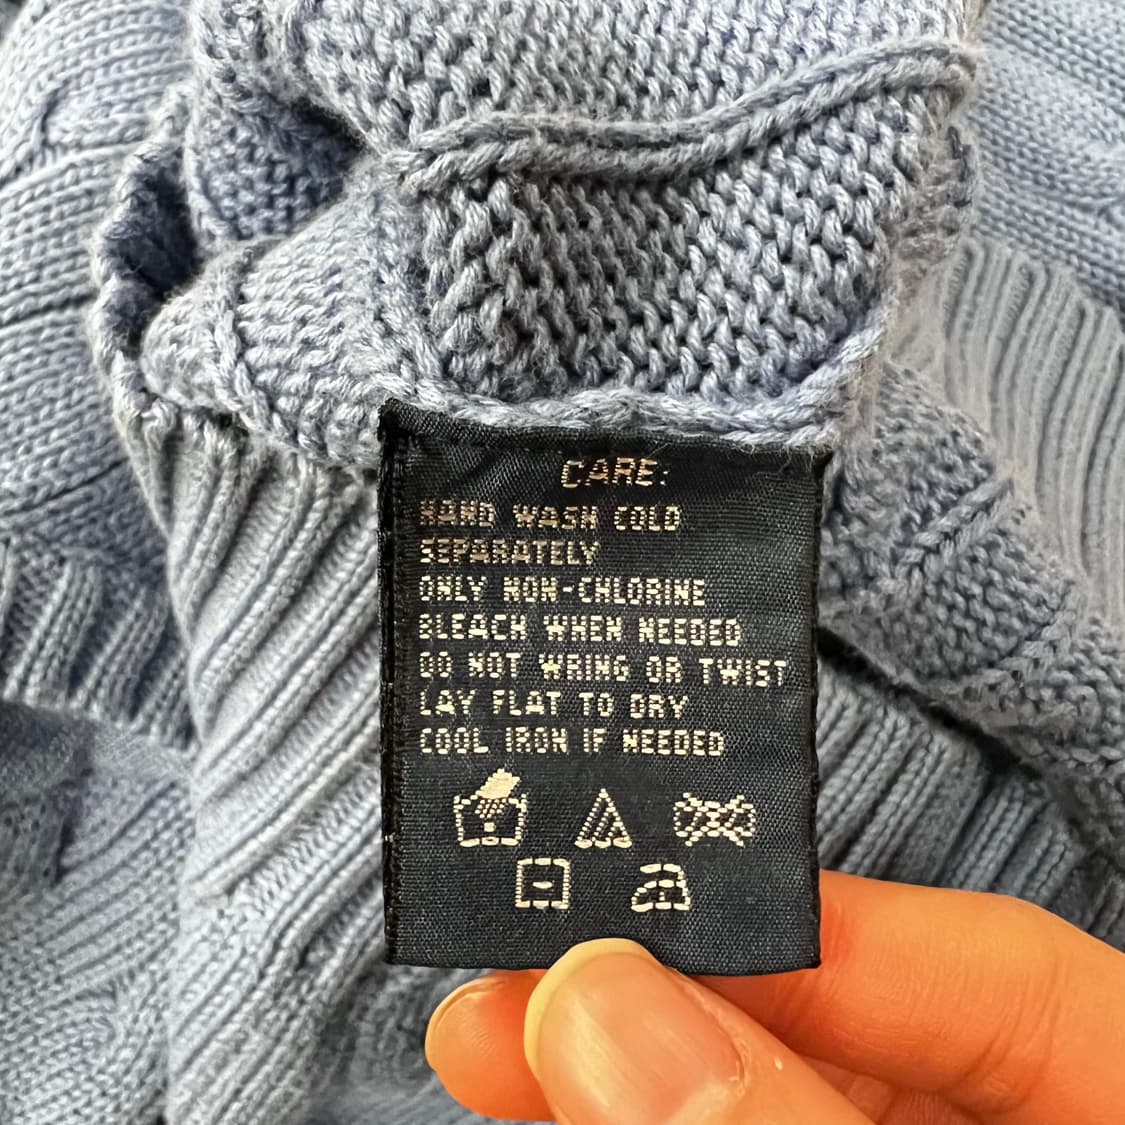 CARE:
HAND WASH COLD
SEPARATELY
ONLY NON-CHLORINE
BLEACH WHEN NEEDED
DO NOT WRING OR TWIST
LAY FLAT TO DRY
COOL IRON IF NEEDED